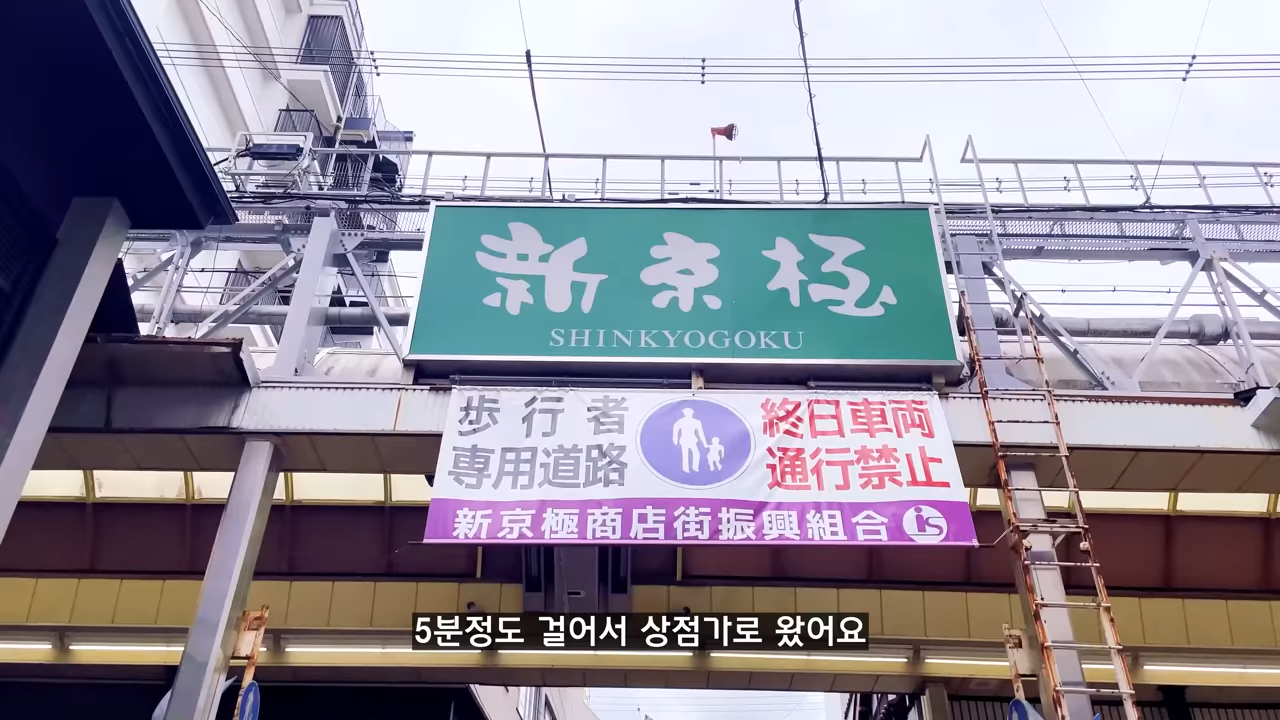 新京極
SHINKYOGOKU
歩行者
専用道路
終日車両
通行禁止
新京極商店街振興組合
5분정도 걸어서 상점가로 왔어요